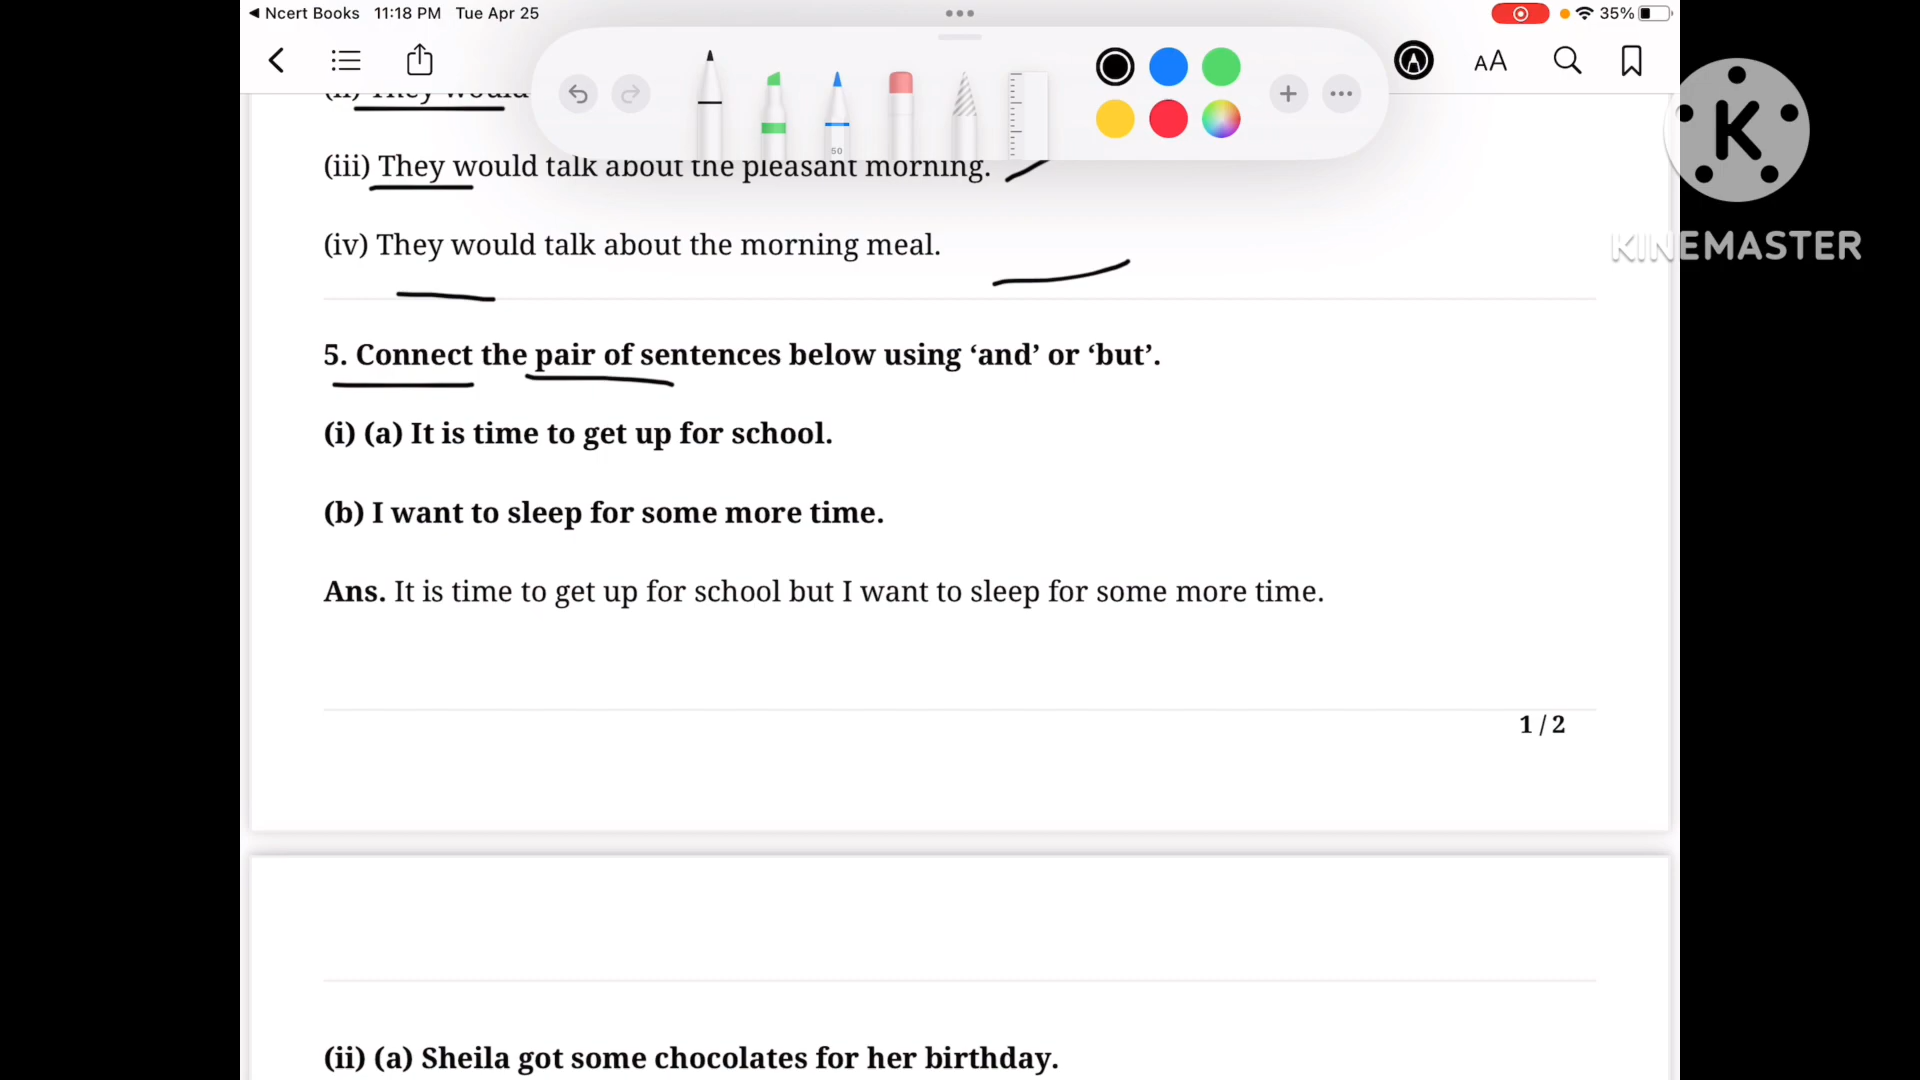 Ncert Books 11:18 PM Tue Apr 25
35%
AA
50
(ii) They would
(iii) They would talk about the pleasant morning.
(iv) They would talk about the morning meal.
5. Connect the pair of sentences below using ‘and’ or ‘but’.
(i) (a) It is time to get up for school.
(b) I want to sleep for some more time.
Ans. It is time to get up for school but I want to sleep for some more time.
1 / 2
(ii) (a) Sheila got some chocolates for her birthday.
K
KINEMASTER